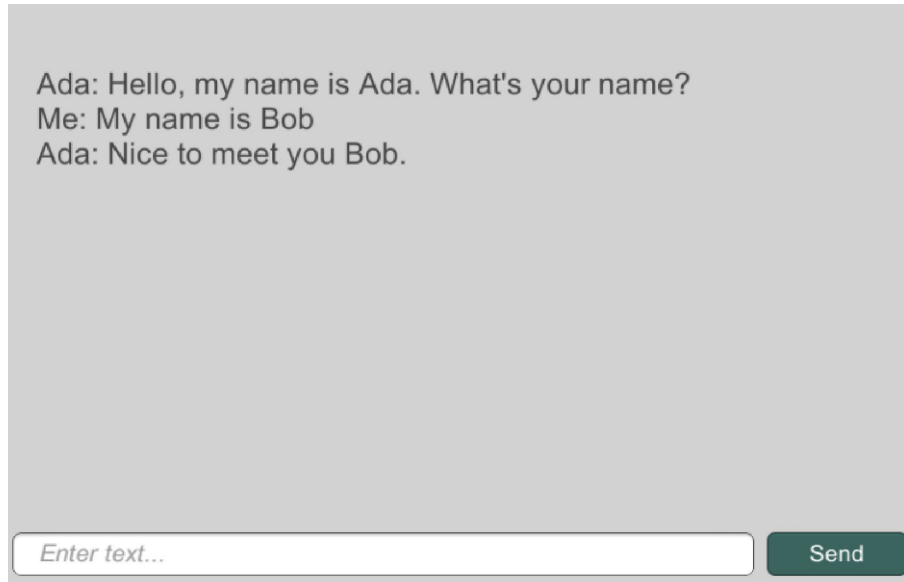 Ada: Hello, my name is Ada. What's your name?
Me: My name is Bob
Ada: Nice to meet you Bob.
Enter text...
Send